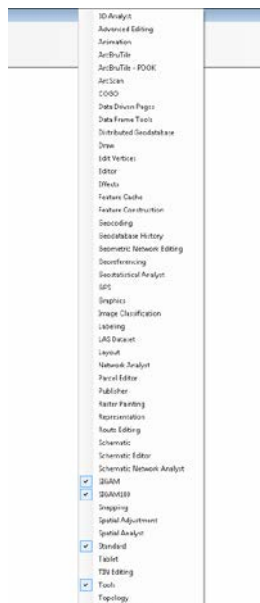 3D Analyst
Advanced Editing
Animation
ArcBruTile
ArcBruTile - PDOK
ArcScan
COGO
Data Driven Pages
Data Frame Tools
Distributed Geodatabase
Draw
Edit Vertices
Editor
Effects
Feature Cache
Feature Construction
Geocoding
Geodatabase History
Geometric Network Editing
Georeferencing
Geostatistical Analyst
GPS
Graphics
Image Classification
Labeling
LAS Dataset
Layout
Network Analyst
Parcel Editor
Publisher
Raster Painting
Representation
Route Editing
Schematic
Schematic Editor
Schematic Network Analyst
SIGAM
SIGAM100
Snapping
Spatial Adjustment
Spatial Analyst
Standard
Tablet
TIN Editing
Tools
Topology